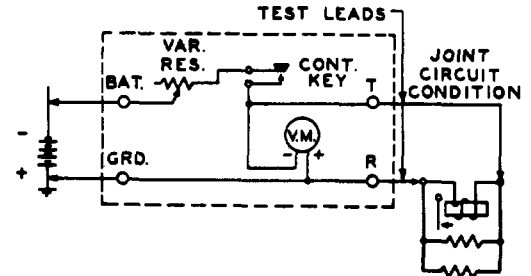 TEST LEADS
VAR.
RES.
CONT.
KEY
JOINT
CIRCUIT
CONDITION
BAT.
T
-
V.M.
- +
GRD.
R
+